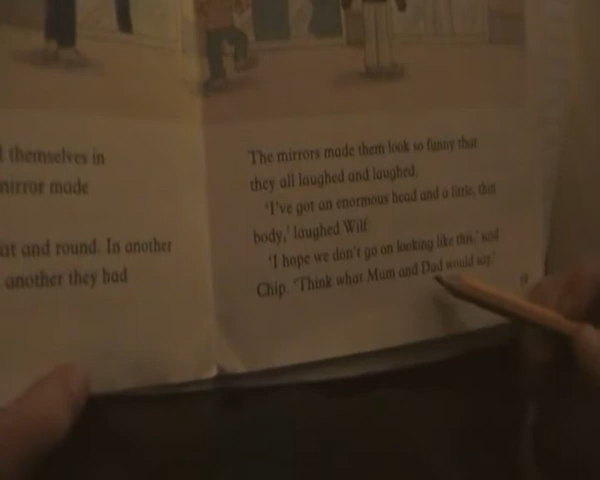 themselves in
mirror made
at and round. In another
another they had
The mirrors made them look so funny that
they all laughed and laughed.
'I've got an enormous head and a little, thin
body,' laughed Wilf.
'I hope we don't go on looking like this,' said
Chip. 'Think what Mum and Dad would say.'